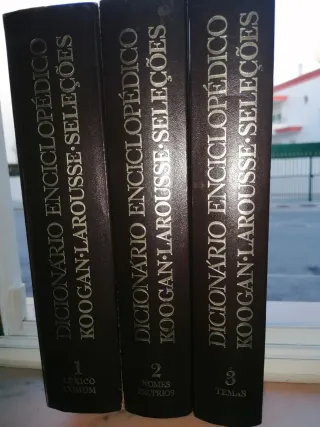 DICIONÁRIO ENCICLOPÉDICO
KOOGAN·LAROUSSE·SELEÇÕES
1
LÉXICO
COMUM
DICIONÁRIO ENCICLOPÉDICO
KOOGAN·LAROUSSE·SELEÇÕES
2
NOMES
PRÓPRIOS
DICIONÁRIO ENCICLOPÉDICO
KOOGAN·LAROUSSE·SELEÇÕES
3
TEMAS